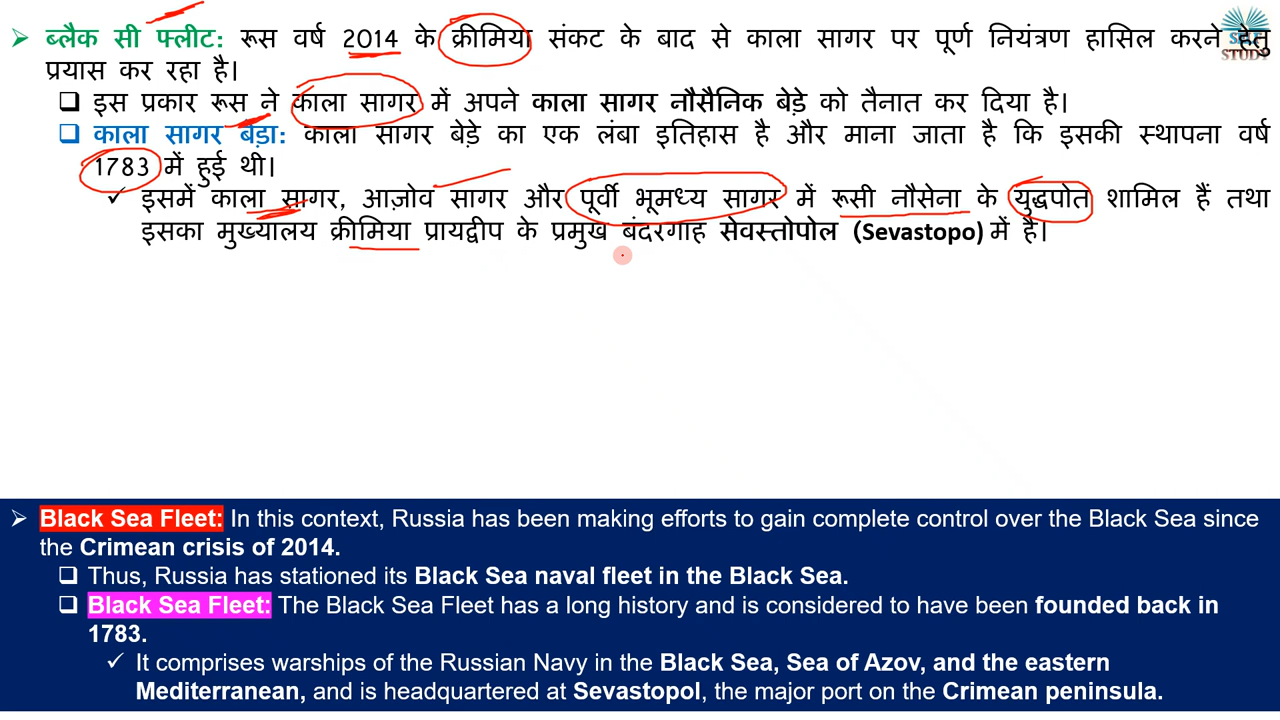 ब्लैक सी फ्लीट: रूस वर्ष 2014 के क्रीमिया संकट के बाद से काला सागर पर पूर्ण नियंत्रण हासिल करने हेतु
STUDY
प्रयास कर रहा है।
इस प्रकार रूस ने काला सागर में अपने काला सागर नौसैनिक बेड़े को तैनात कर दिया है।
काला सागर बेड़ा: काला सागर बेड़े का एक लंबा इतिहास है और माना जाता है कि इसकी स्थापना वर्ष
1783 में हुई थी।
इसमें काला सागर, आज़ोव सागर और पूर्वी भूमध्य सागर में रूसी नौसेना के युद्धपोत शामिल हैं तथा
इसका मुख्यालय क्रीमिया प्रायद्वीप के प्रमुख बंदरगाह सेवस्तोपोल (Sevastopo) में है।
Black Sea Fleet: In this context, Russia has been making efforts to gain complete control over the Black Sea since
the Crimean crisis of 2014.
Thus, Russia has stationed its Black Sea naval fleet in the Black Sea.
Black Sea Fleet: The Black Sea Fleet has a long history and is considered to have been founded back in
1783.
It comprises warships of the Russian Navy in the Black Sea, Sea of Azov, and the eastern
Mediterranean, and is headquartered at Sevastopol, the major port on the Crimean peninsula.